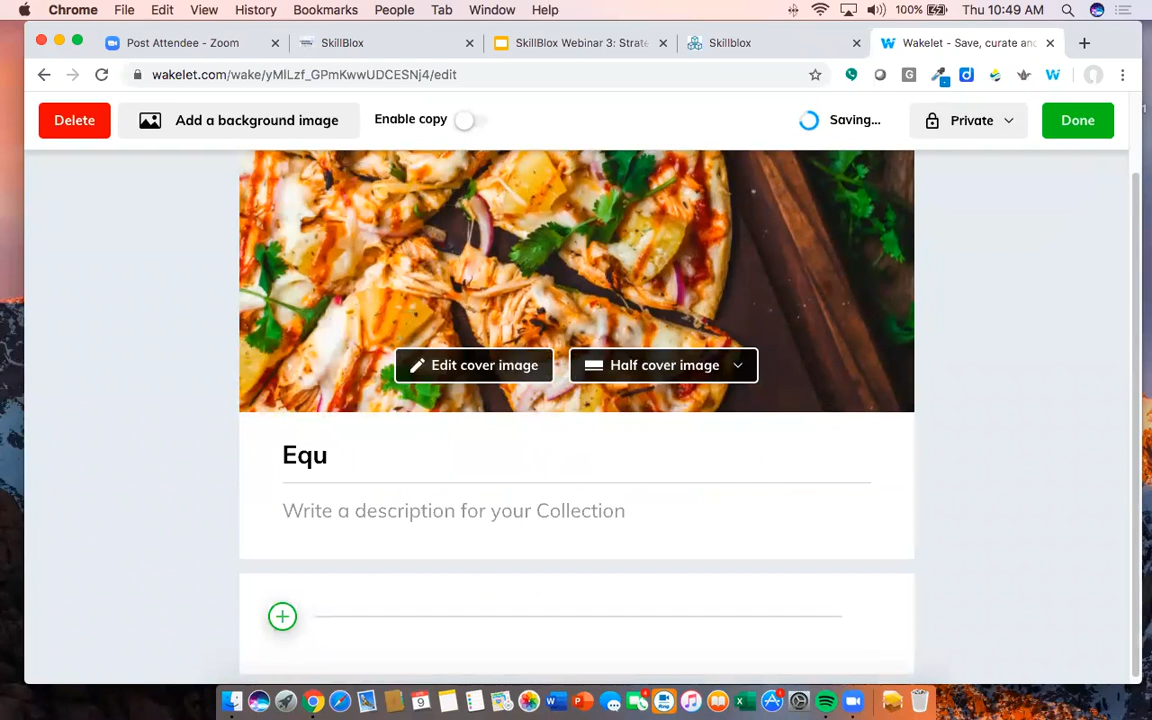 Chrome File Edit View History Bookmarks People Tab Window Help 100% Thu 10:49 AM
Post Attendee - Zoom SkillBlox SkillBlox Webinar 3: Strate Skillblox Wakelet - Save, curate and
wakelet.com/wake/yMlLzf_GPmKwwUDCESNj4/edit
Delete Add a background image Enable copy Saving... Private Done
Edit cover image Half cover image
Equ
Write a description for your Collection